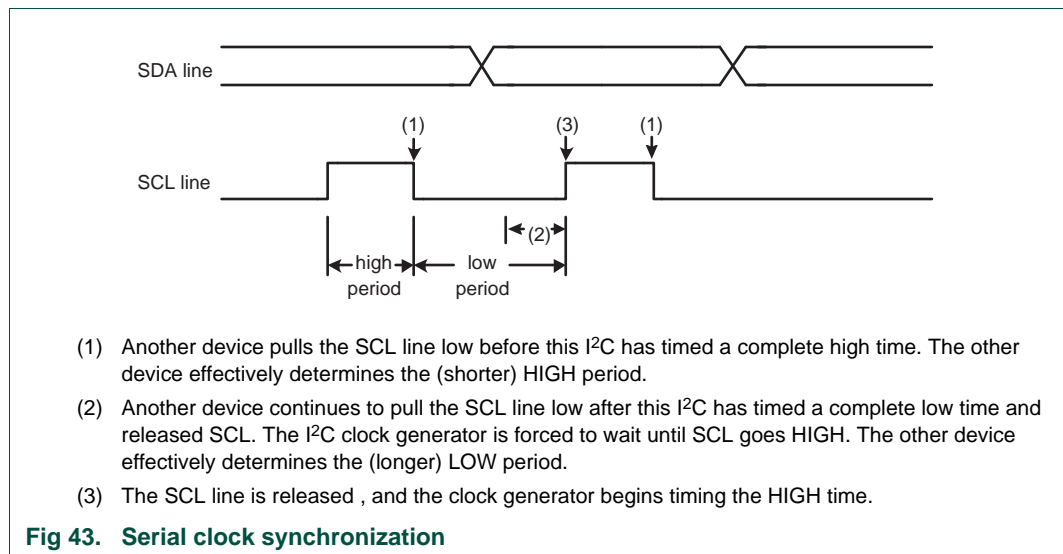 SDA line
(1)
(3)
(1)
SCL line
(2)
high
period
low
period
(1) Another device pulls the SCL line low before this I2C has timed a complete high time. The other
device effectively determines the (shorter) HIGH period.
(2) Another device continues to pull the SCL line low after this I2C has timed a complete low time and
released SCL. The I2C clock generator is forced to wait until SCL goes HIGH. The other device
effectively determines the (longer) LOW period.
(3) The SCL line is released , and the clock generator begins timing the HIGH time.
Fig 43. Serial clock synchronization